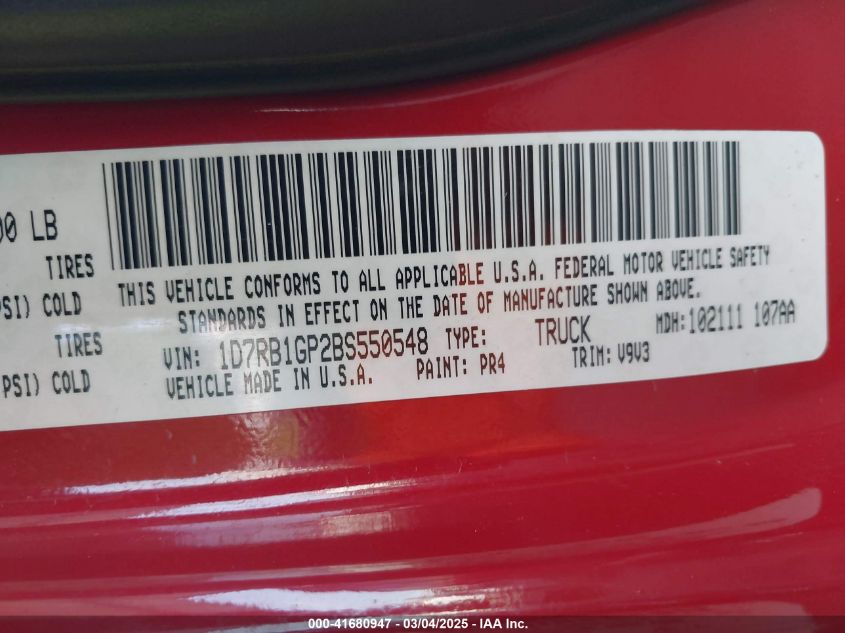 00 LB
TIRES
PSI) COLD
TIRES
PSI) COLD
THIS VEHICLE CONFORMS TO ALL APPLICABLE U.S.A. FEDERAL MOTOR VEHICLE SAFETY
STANDARDS IN EFFECT ON THE DATE OF MANUFACTURE SHOWN ABOVE.
VIN: 1D7RB1GP2BS550548 TYPE: TRUCK MDH:102111 107AA
VEHICLE MADE IN U.S.A. PAINT: PR4 TRIM: V9V3
000-41680947 - 03/04/2025 - IAA Inc.